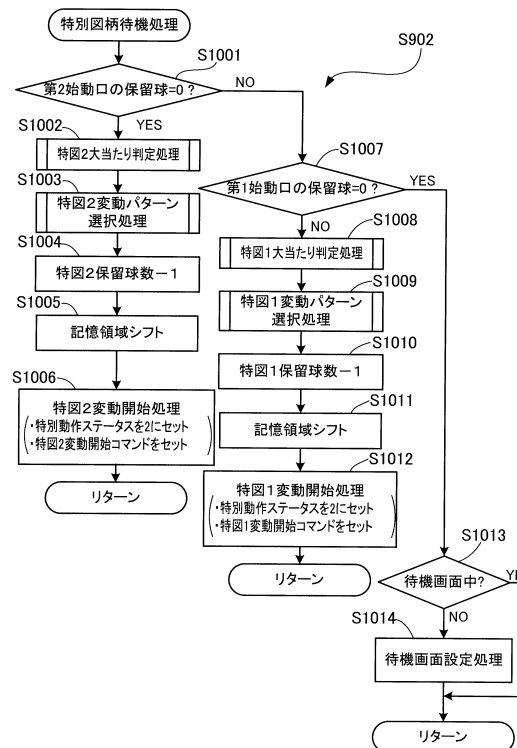 特別図柄待機処理
S902
S1001
第2始動口の保留球=0?
NO
YES
S1002
特図2大当たり判定処理
S1003
特図2変動パターン
選択処理
S1004
特図2保留球数−1
S1005
記憶領域シフト
S1006
特図2変動開始処理
・特別動作ステータスを2にセット
・特図2変動開始コマンドをセット
リターン
S1007
第1始動口の保留球=0?
YES
NO
S1008
特図1大当たり判定処理
S1009
特図1変動パターン
選択処理
S1010
特図1保留球数−1
S1011
記憶領域シフト
S1012
特図1変動開始処理
・特別動作ステータスを2にセット
・特図1変動開始コマンドをセット
リターン
S1013
待機画面中?
NO
S1014
待機画面設定処理
リターン